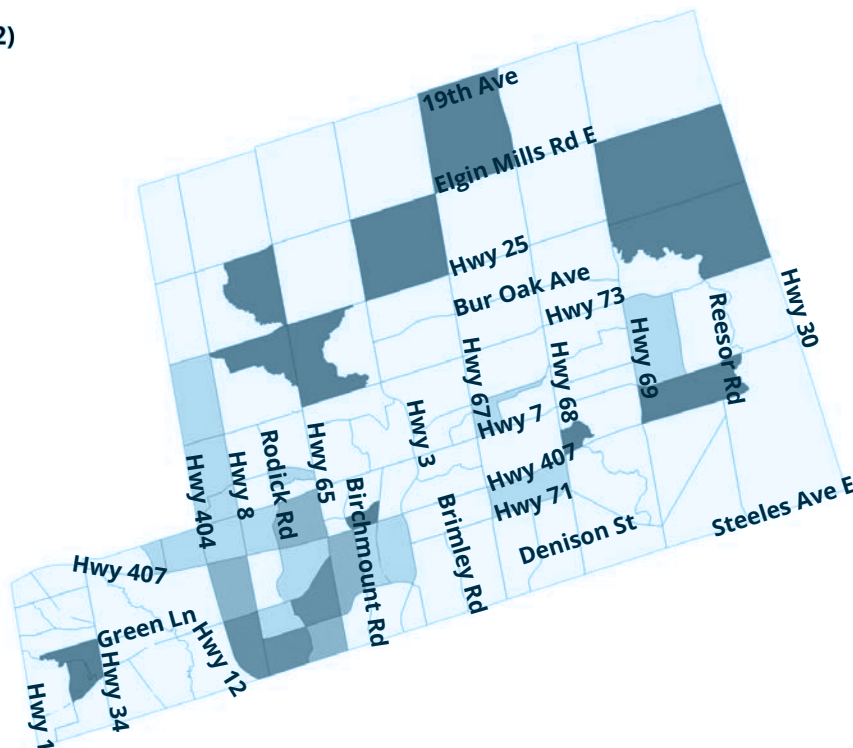 2)
19th Ave
Elgin Mills Rd E
Hwy 25
Bur Oak Ave
Hwy 73
Hwy 30
Reesor Rd
Hwy 69
Hwy 68
Hwy 67
Hwy 7
Hwy 3
Hwy 65
Rodick Rd
Hwy 8
Hwy 404
Birchmount Rd
Hwy 407
Hwy 71
Brimley Rd
Denison St
Steeles Ave E
Hwy 407
Green Ln
Hwy 12
Hwy 34
Hwy 1